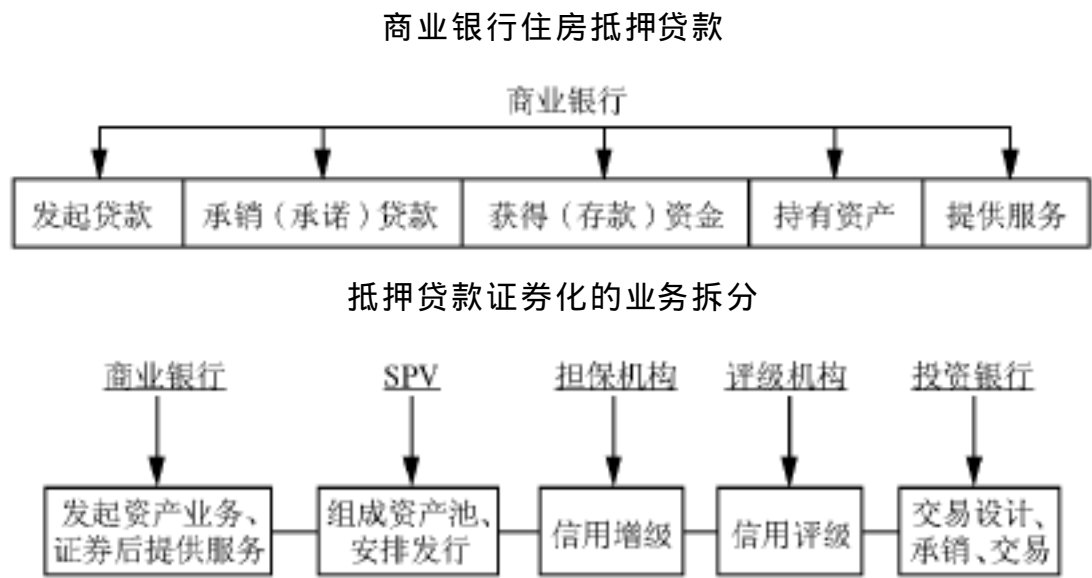 商业银行住房抵押贷款
商业银行
发起贷款 承销（承诺）贷款 获得（存款）资金 持有资产 提供服务
抵押贷款证券化的业务拆分
商业银行 SPV 担保机构 评级机构 投资银行
发起资产业务、
证券后提供服务
组成资产池、
安排发行
信用增级
信用评级
交易设计、
承销、交易